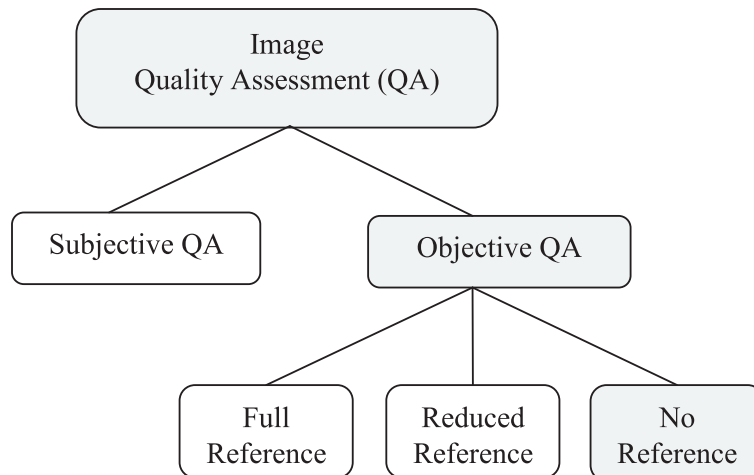 Image
Quality Assessment (QA)
Subjective QA
Objective QA
Full
Reference
Reduced
Reference
No
Reference